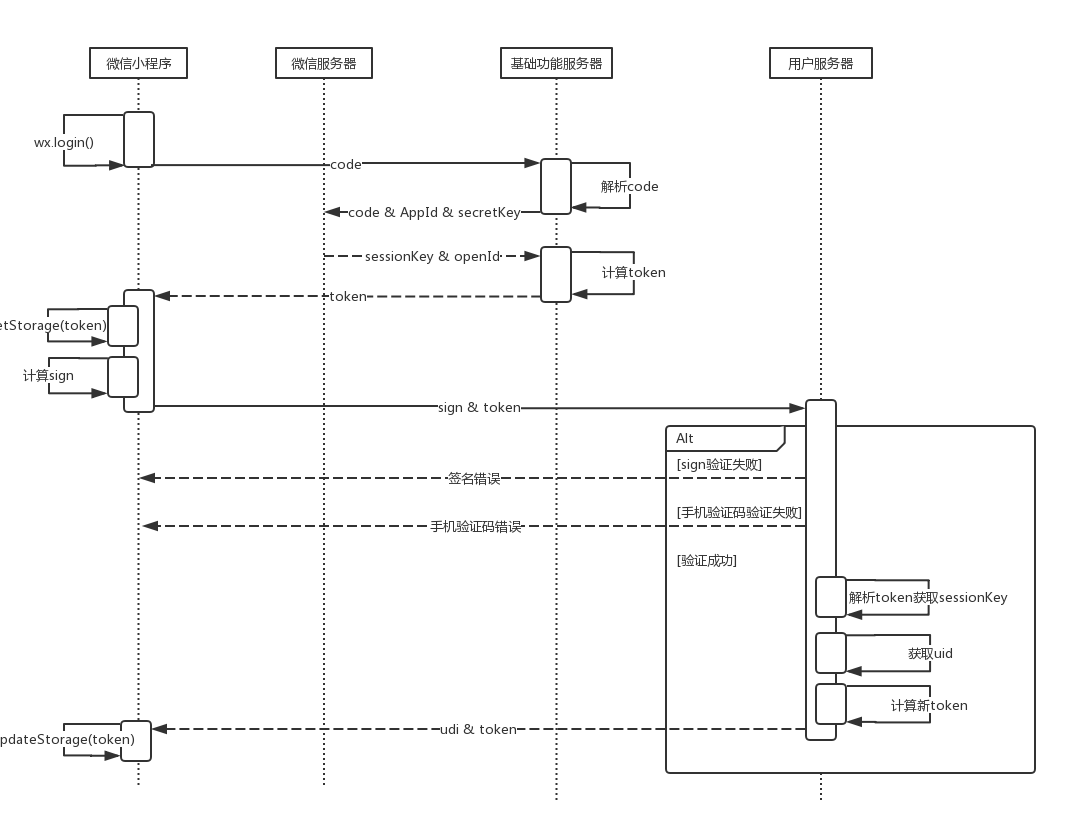 微信小程序
微信服务器
基础功能服务器
用户服务器
wx.login()
code
解析code
code & AppId & secretKey
sessionKey & openId
计算token
token
etStorage(token)
计算sign
sign & token
Alt
[sign验证失败]
签名错误
[手机验证码验证失败]
手机验证码错误
[验证成功]
解析token获取sessionKey
获取uid
计算新token
udi & token
pdateStorage(token)